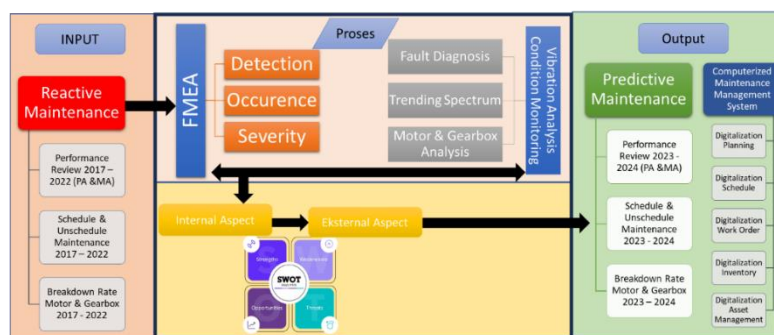 INPUT
Reactive
Maintenance
Performance
Review 2017 –
2022 (PA &MA)
Schedule &
Unschedule
Maintenance
2017 – 2022
Breakdown Rate
Motor & Gearbox
2017 - 2022
Proses
FMEA
Detection
Occurence
Severity
Fault Diagnosis
Trending Spectrum
Motor & Gearbox
Analysis
Vibration Analysis
Condition Monitoring
Internal Aspect
Eksternal Aspect
Strengths
Weaknesses
SWOT
Opportunities
Threats
Output
Predictive
Maintenance
Performance
Review 2023 -
2024 (PA &MA)
Schedule &
Unschedule
Maintenance
2023 - 2024
Breakdown Rate
Motor & Gearbox
2023 – 2024
Computerized
Maintenance
Management
System
Digitalization
Planning
Digitalization
Schedule
Digitalization
Work Order
Digitalization
Inventory
Digitalization
Asset
Management